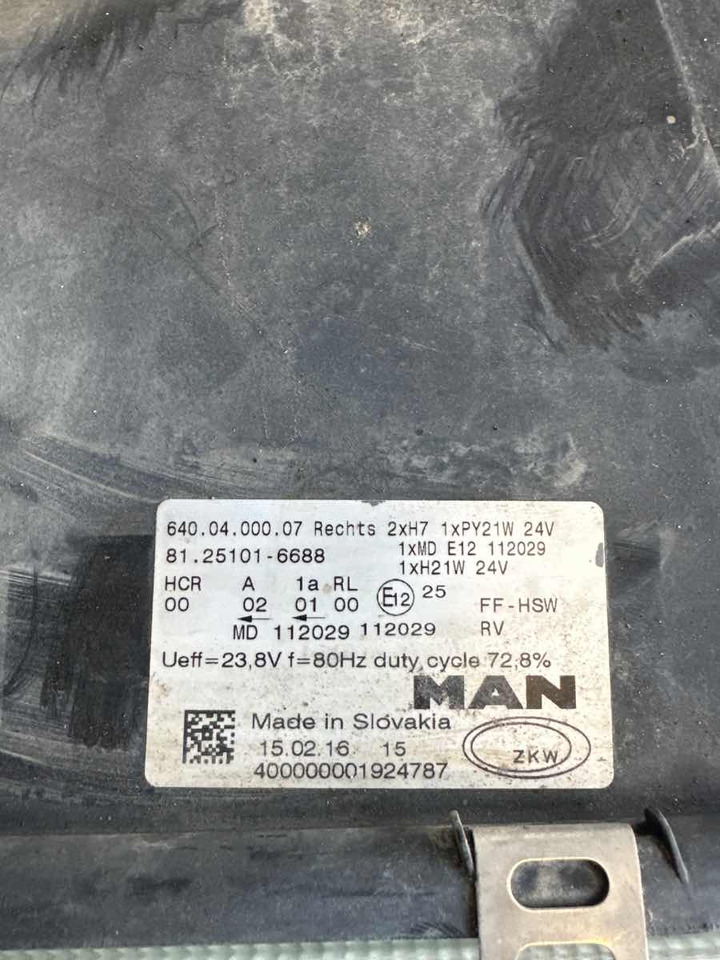 640.04.000.07 Rechts 2xH7 1xPY21W 24V
81.25101-6688 1xMD E12 112029
1xH21W 24V
HCR A 1a RL
00 02 01 00 E12 25 FF-HSW
MD 112029 112029 RV
Ueff=23,8V f=80Hz duty cycle 72,8%
MAN
Made in Slovakia
15.02.16 15
ZKW
400000001924787